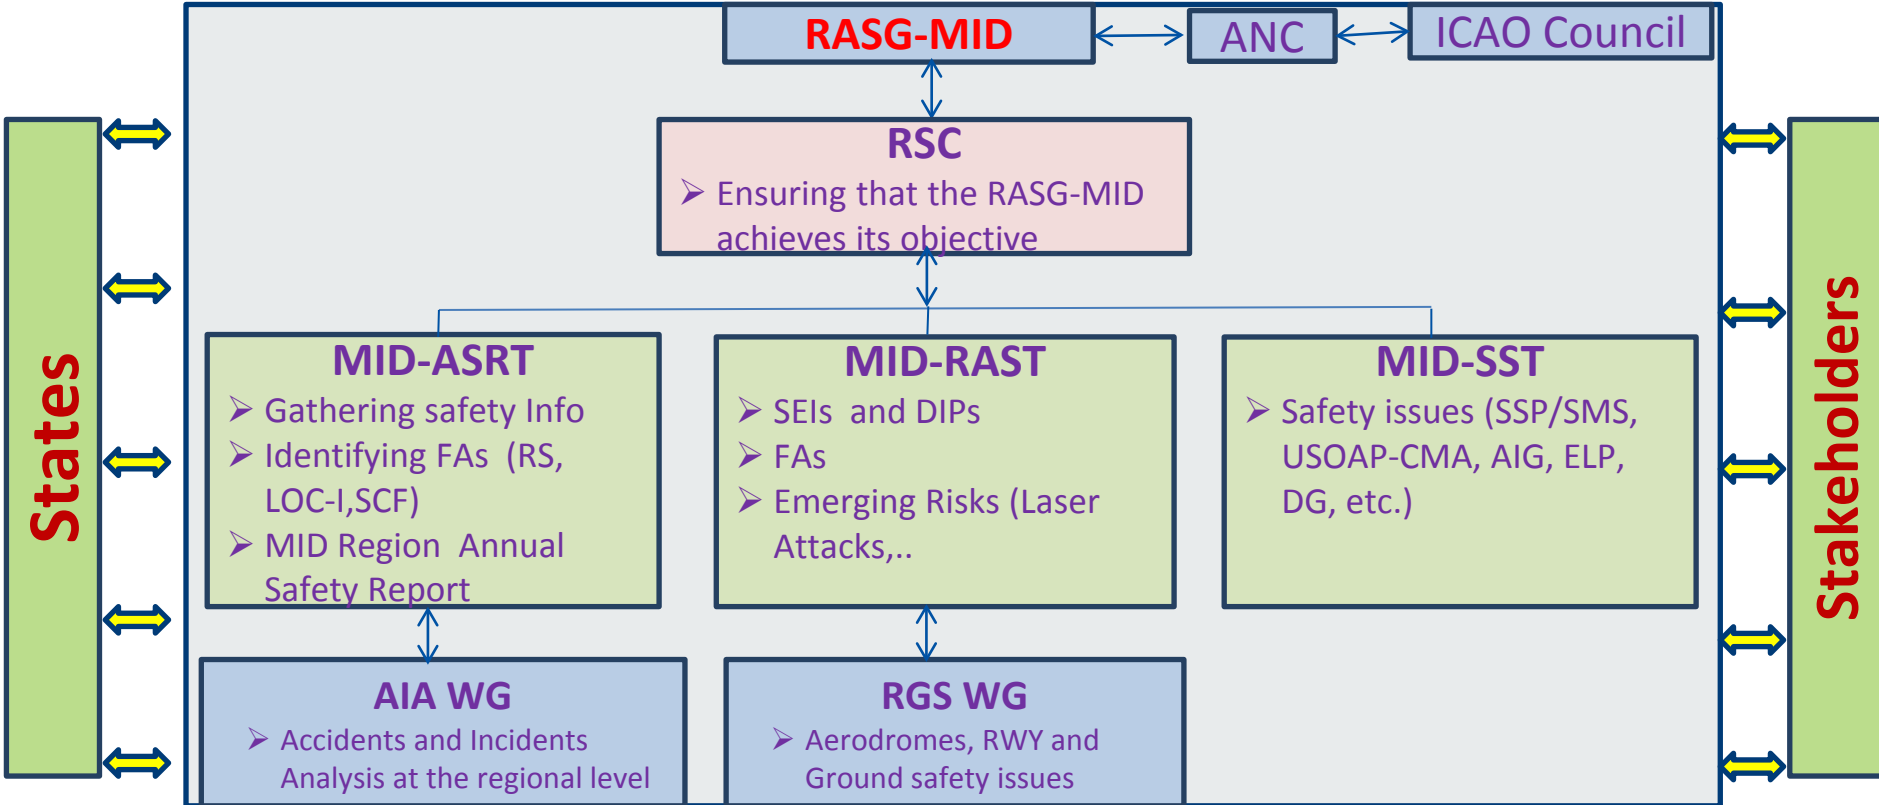 RASG-MID
ANC
ICAO Council
RSC
➢ Ensuring that the RASG-MID
achieves its objective
States
Stakeholders
MID-ASRT
➢ Gathering safety Info
➢ Identifying FAs (RS,
LOC-I,SCF)
➢ MID Region Annual
Safety Report
MID-RAST
➢ SEIs and DIPs
➢ FAs
➢ Emerging Risks (Laser
Attacks,..
MID-SST
➢ Safety issues (SSP/SMS,
USOAP-CMA, AIG, ELP,
DG, etc.)
AIA WG
➢ Accidents and Incidents
Analysis at the regional level
RGS WG
➢ Aerodromes, RWY and
Ground safety issues